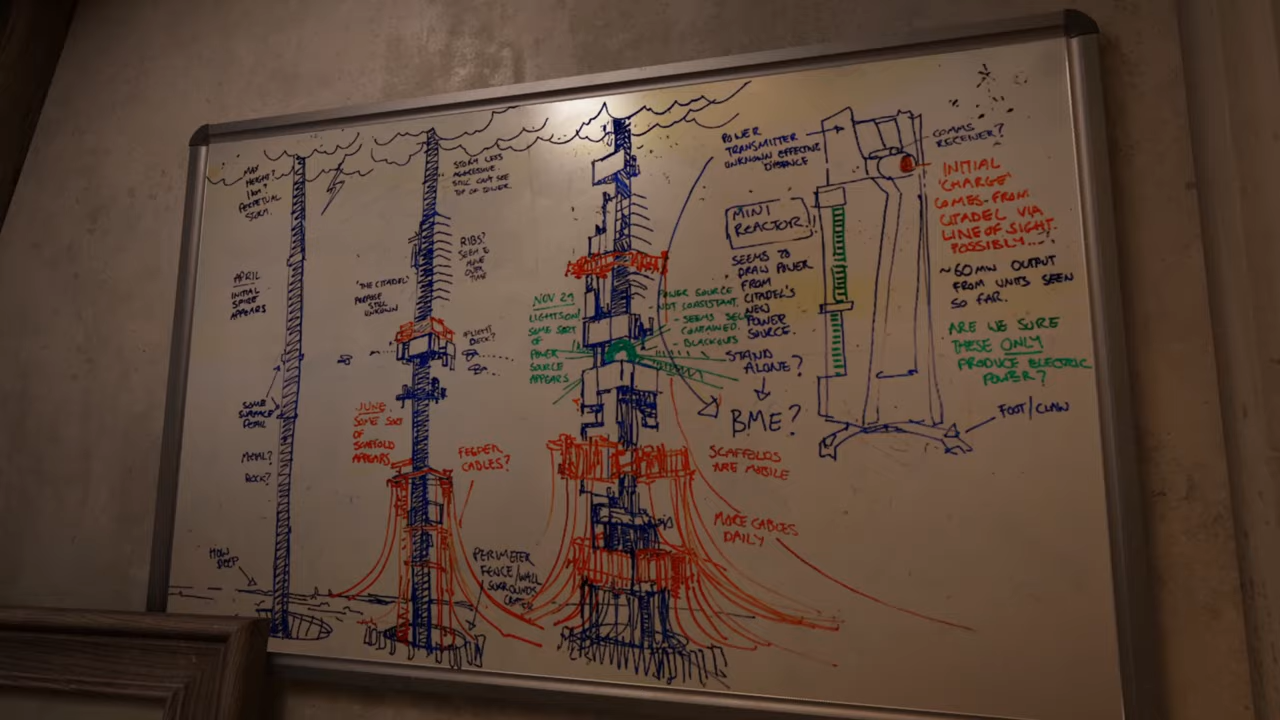 MAX
HEIGHT?
1KM?
PERPETUAL
STORM.
APRIL
INITIAL
SPIKE
APPEARS
SOME
SURFACE
DETAIL
METAL?
ROCK?
HOW
DEEP
STORM LESS
AGGRESSIVE.
STILL CAN'T SEE
TOP OF TOWER.
RIBS?
SEEM TO
MOVE
OVER
TIME
"THE CITADEL"
PURPOSE
STILL
UNKNOWN
FLIGHT
DECK?
JUNE
SOME SORT
OF
SCAFFOLD
APPEARS
FEEDER
CABLES?
PERIMETER
FENCE/WALL
SURROUNDS
NOV 29
LIGHTS ON!
SOME SORT
OF
POWER
SOURCE
APPEARS
POWER SOURCE
NOT CONSISTANT.
- SEEMS SELF
CONTAINED.
- BLACKOUTS
SCAFFOLDS
ARE MOBILE
MORE CABLES
DAILY
POWER
TRANSMITTER
UNKNOWN EFFECTIVE
DISTANCE
MINI
REACTOR!
SEEMS TO
DRAW POWER
FROM
CITADEL'S
NEW
POWER
SOURCE.
STAND
ALONE?
BME?
COMMS
RECEIVER?
INITIAL
'CHARGE'
COMES FROM
CITADEL VIA
LINE OF SIGHT.
POSSIBLY...
~60MW OUTPUT
FROM UNITS SEEN
SO FAR.
ARE WE SURE
THESE ONLY
PRODUCE ELECTRIC
POWER?
FOOT/CLAW